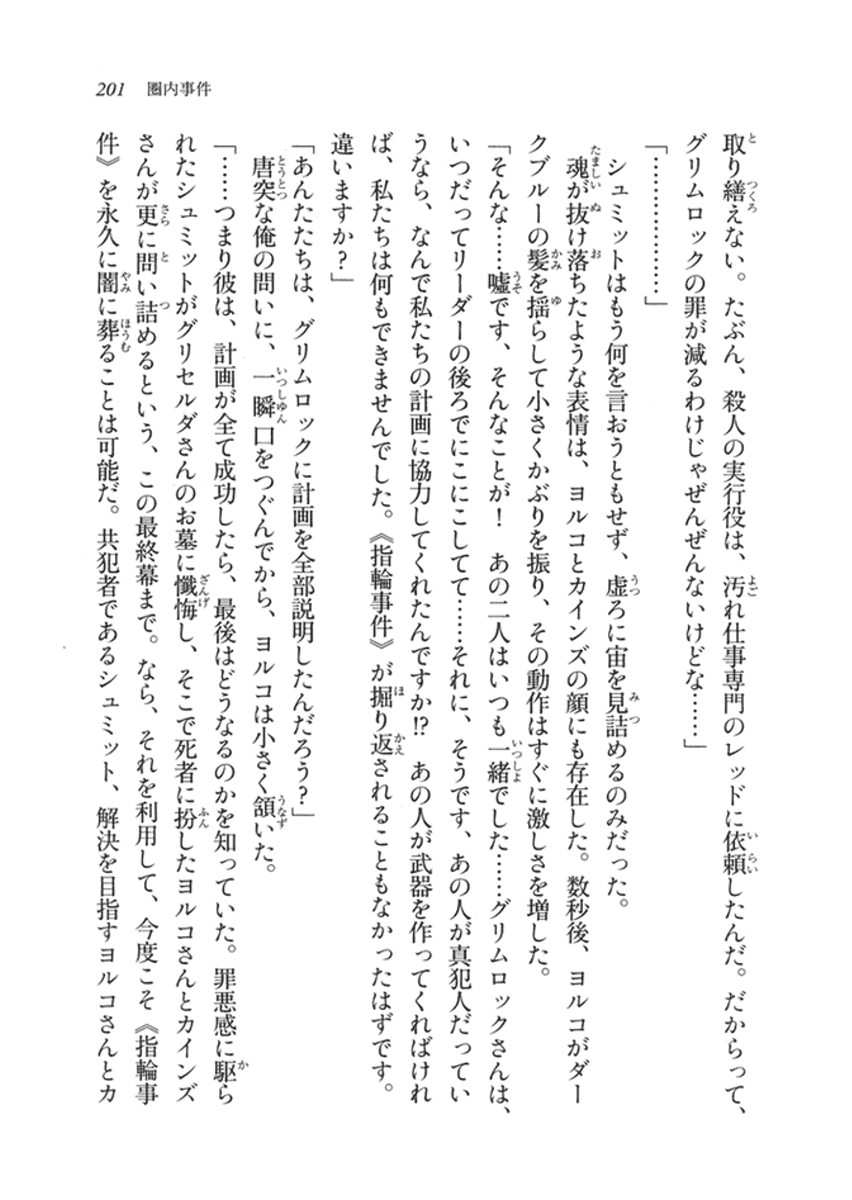 201 圏内事件
取り繕えない。たぶん、殺人の実行役は、汚れ仕事専門のレッドに依頼したんだ。だからって、
グリムロックの罪が減るわけじゃぜんぜんないけどな……」
「………………」
シュミットはもう何を言おうともせず、虚ろに宙を見詰めるのみだった。
魂が抜け落ちたような表情は、ヨルコとカインズの顔にも存在した。数秒後、ヨルコがダー
クブルーの髪を揺らして小さくかぶりを振り、その動作はすぐに激しさを増した。
「そんな……嘘です、そんなことが！　あの二人はいつも一緒でした……グリムロックさんは、
いつだってリーダーの後ろでにこにこしてて……それに、そうです、あの人が真犯人だってい
うなら、なんで私たちの計画に協力してくれたんですか!?　あの人が武器を作ってくればければ
ば、私たちは何もできませんでした。《指輪事件》が掘り返されることもなかったはずです。
違いますか？」
「あんたたちは、グリムロックに計画を全部説明したんだろう？」
唐突な俺の問いに、一瞬口をつぐんでから、ヨルコは小さく頷いた。
「……つまり彼は、計画が全て成功したら、最後はどうなるのかを知っていた。罪悪感に駆ら
れたシュミットがグリセルダさんのお墓に懺悔し、そこで死者に扮したヨルコさんとカインズ
さんが更に問い詰めるという、この最終幕まで。なら、それを利用して、今度こそ《指輪事
件》を永久に闇に葬ることは可能だ。共犯者であるシュミット、解決を目指すヨルコさんとカ